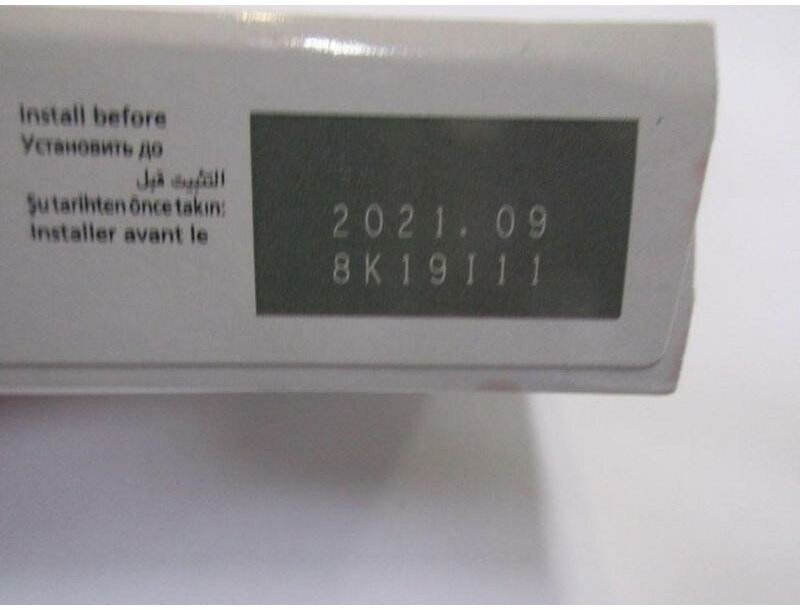 Install before
Установить до
التثبيت قبل
Şu tarihten önce takın:
Installer avant le
2021. 09
8K19I11